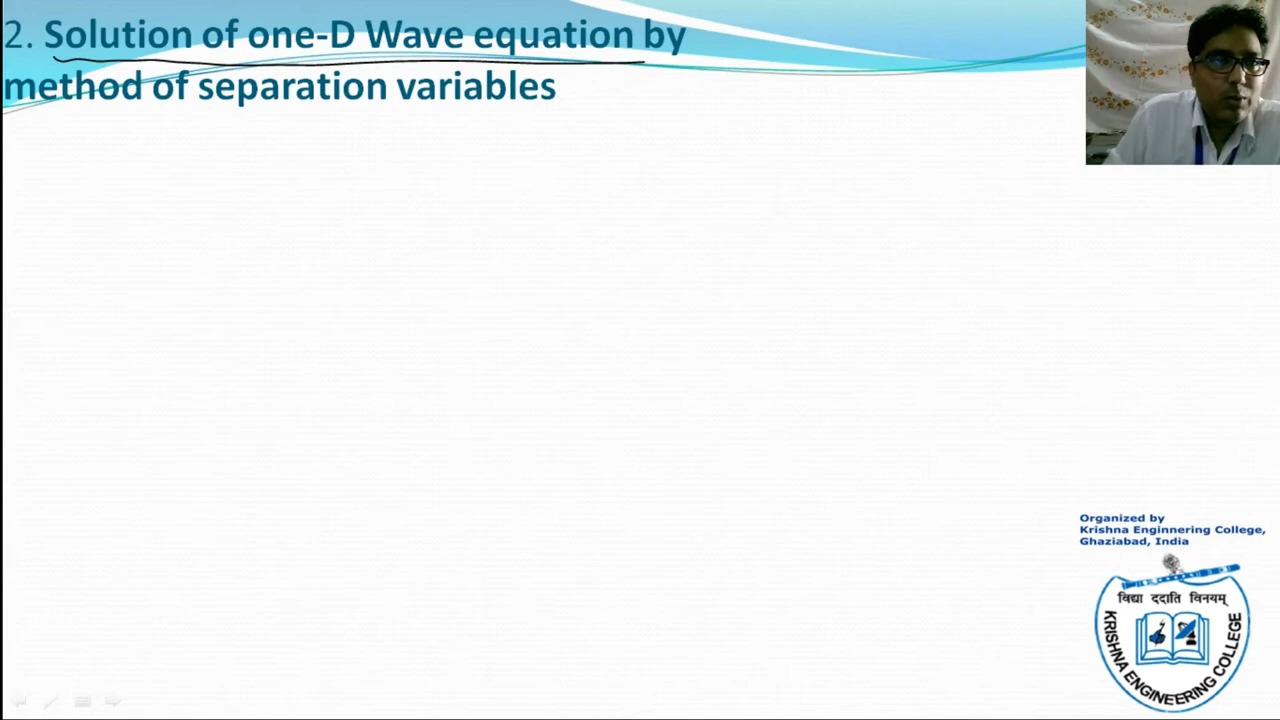 2. Solution of one-D Wave equation by
method of separation variables
Organized by
Krishna Enginnering College,
Ghaziabad, India
विद्या ददाति विनयम्
KRISHNA ENGINEERING COLLEGE